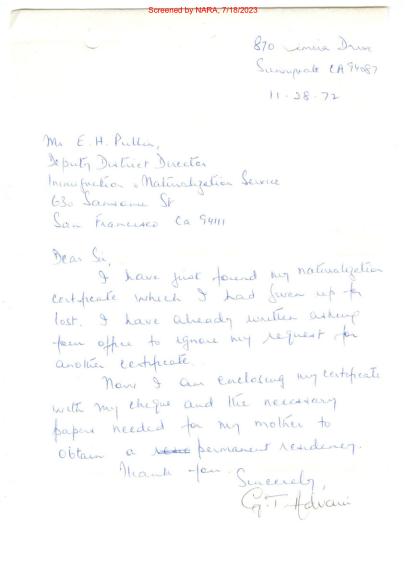 Screened by NARA, 7/18/2023
870 Drive
Sunnyvale CA 94087
11-28-72
Mr E. H. Pullin,
Deputy District Director
Immigration & Naturalization Service
630 Sansome St
San Francisco Ca 94111
Dear Sir,
I have just found my naturalization
certificate which I had given up for
lost. I have already written asking
your office to ignore my request for
another certificate.
Now I am enclosing my certificate
with my cheque and the necessary
papers needed for my mother to
obtain a permanent residency.
Thank you.
Sincerely,
G. T. Advani